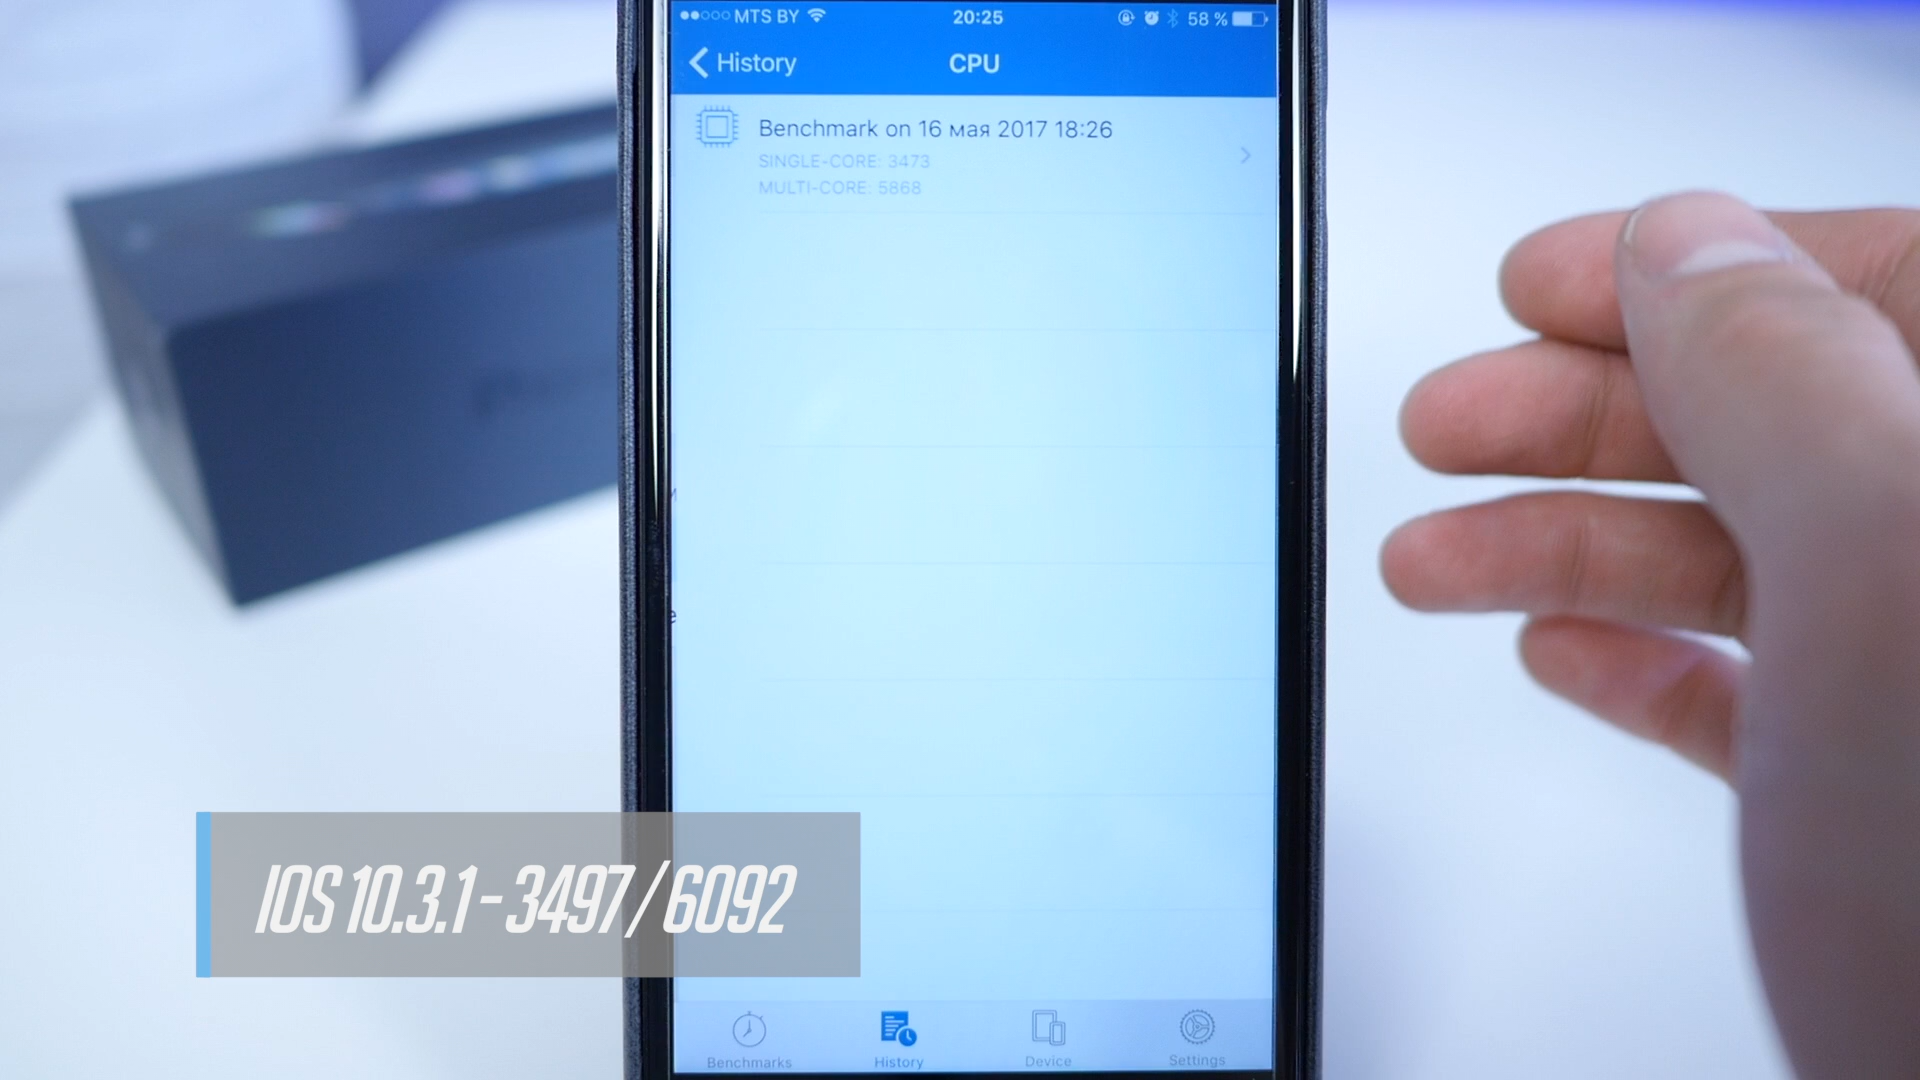 MTS BY 20:25 58 %
History CPU
Benchmark on 16 мая 2017 18:26
SINGLE-CORE: 3473
MULTI-CORE: 5868
IOS 10.3.1 - 3497/6092
Benchmarks History Device Settings